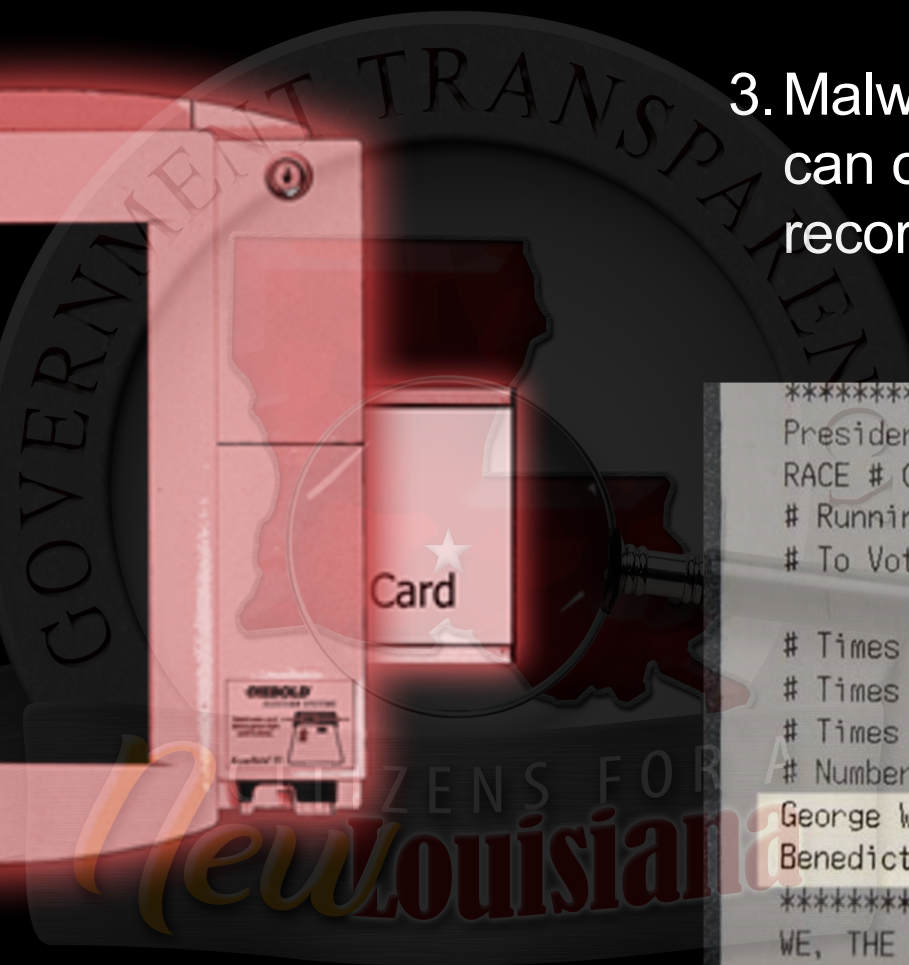 GOVERNMENT TRANSPAREN
3. Malw
can c
recor
Card
DIEBOLD
CITIZENS FOR A
New Louisiana
**********
Presiden
RACE #
# Runnin
# To Vot
# Times
# Times
# Times
# Number
George W
Benedict
**********
WE, THE